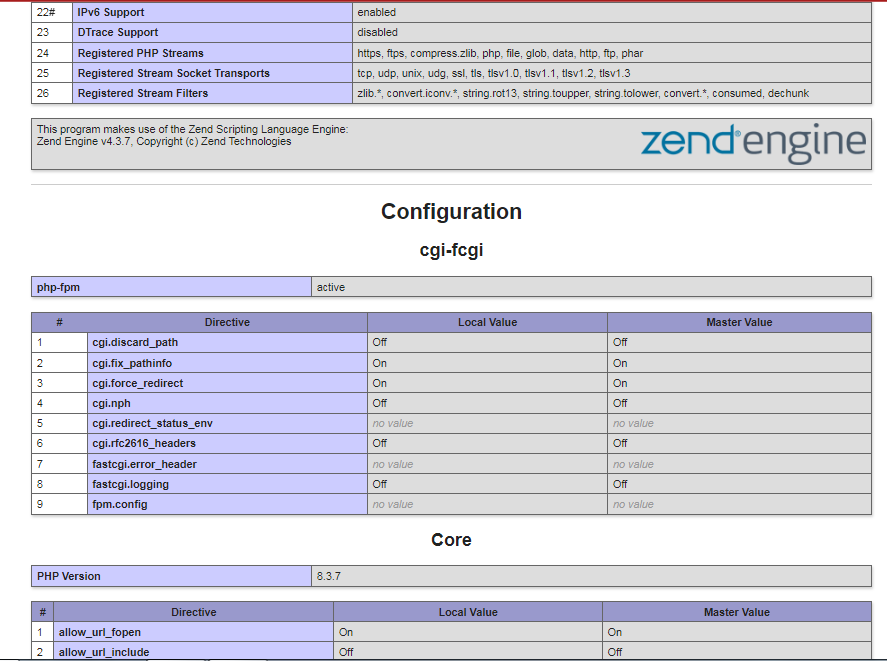 22# IPv6 Support enabled
23 DTrace Support disabled
24 Registered PHP Streams https, ftps, compress.zlib, php, file, glob, data, http, ftp, phar
25 Registered Stream Socket Transports tcp, udp, unix, udg, ssl, tls, tlsv1.0, tlsv1.1, tlsv1.2, tlsv1.3
26 Registered Stream Filters zlib.*, convert.iconv.*, string.rot13, string.toupper, string.tolower, convert.*, consumed, dechunk
This program makes use of the Zend Scripting Language Engine:
Zend Engine v4.3.7, Copyright (c) Zend Technologies
zend® engine
Configuration
cgi-fcgi
php-fpm active
# Directive Local Value Master Value
1 cgi.discard_path Off Off
2 cgi.fix_pathinfo On On
3 cgi.force_redirect On On
4 cgi.nph Off Off
5 cgi.redirect_status_env no value no value
6 cgi.rfc2616_headers Off Off
7 fastcgi.error_header no value no value
8 fastcgi.logging Off Off
9 fpm.config no value no value
Core
PHP Version 8.3.7
# Directive Local Value Master Value
1 allow_url_fopen On On
2 allow_url_include Off Off